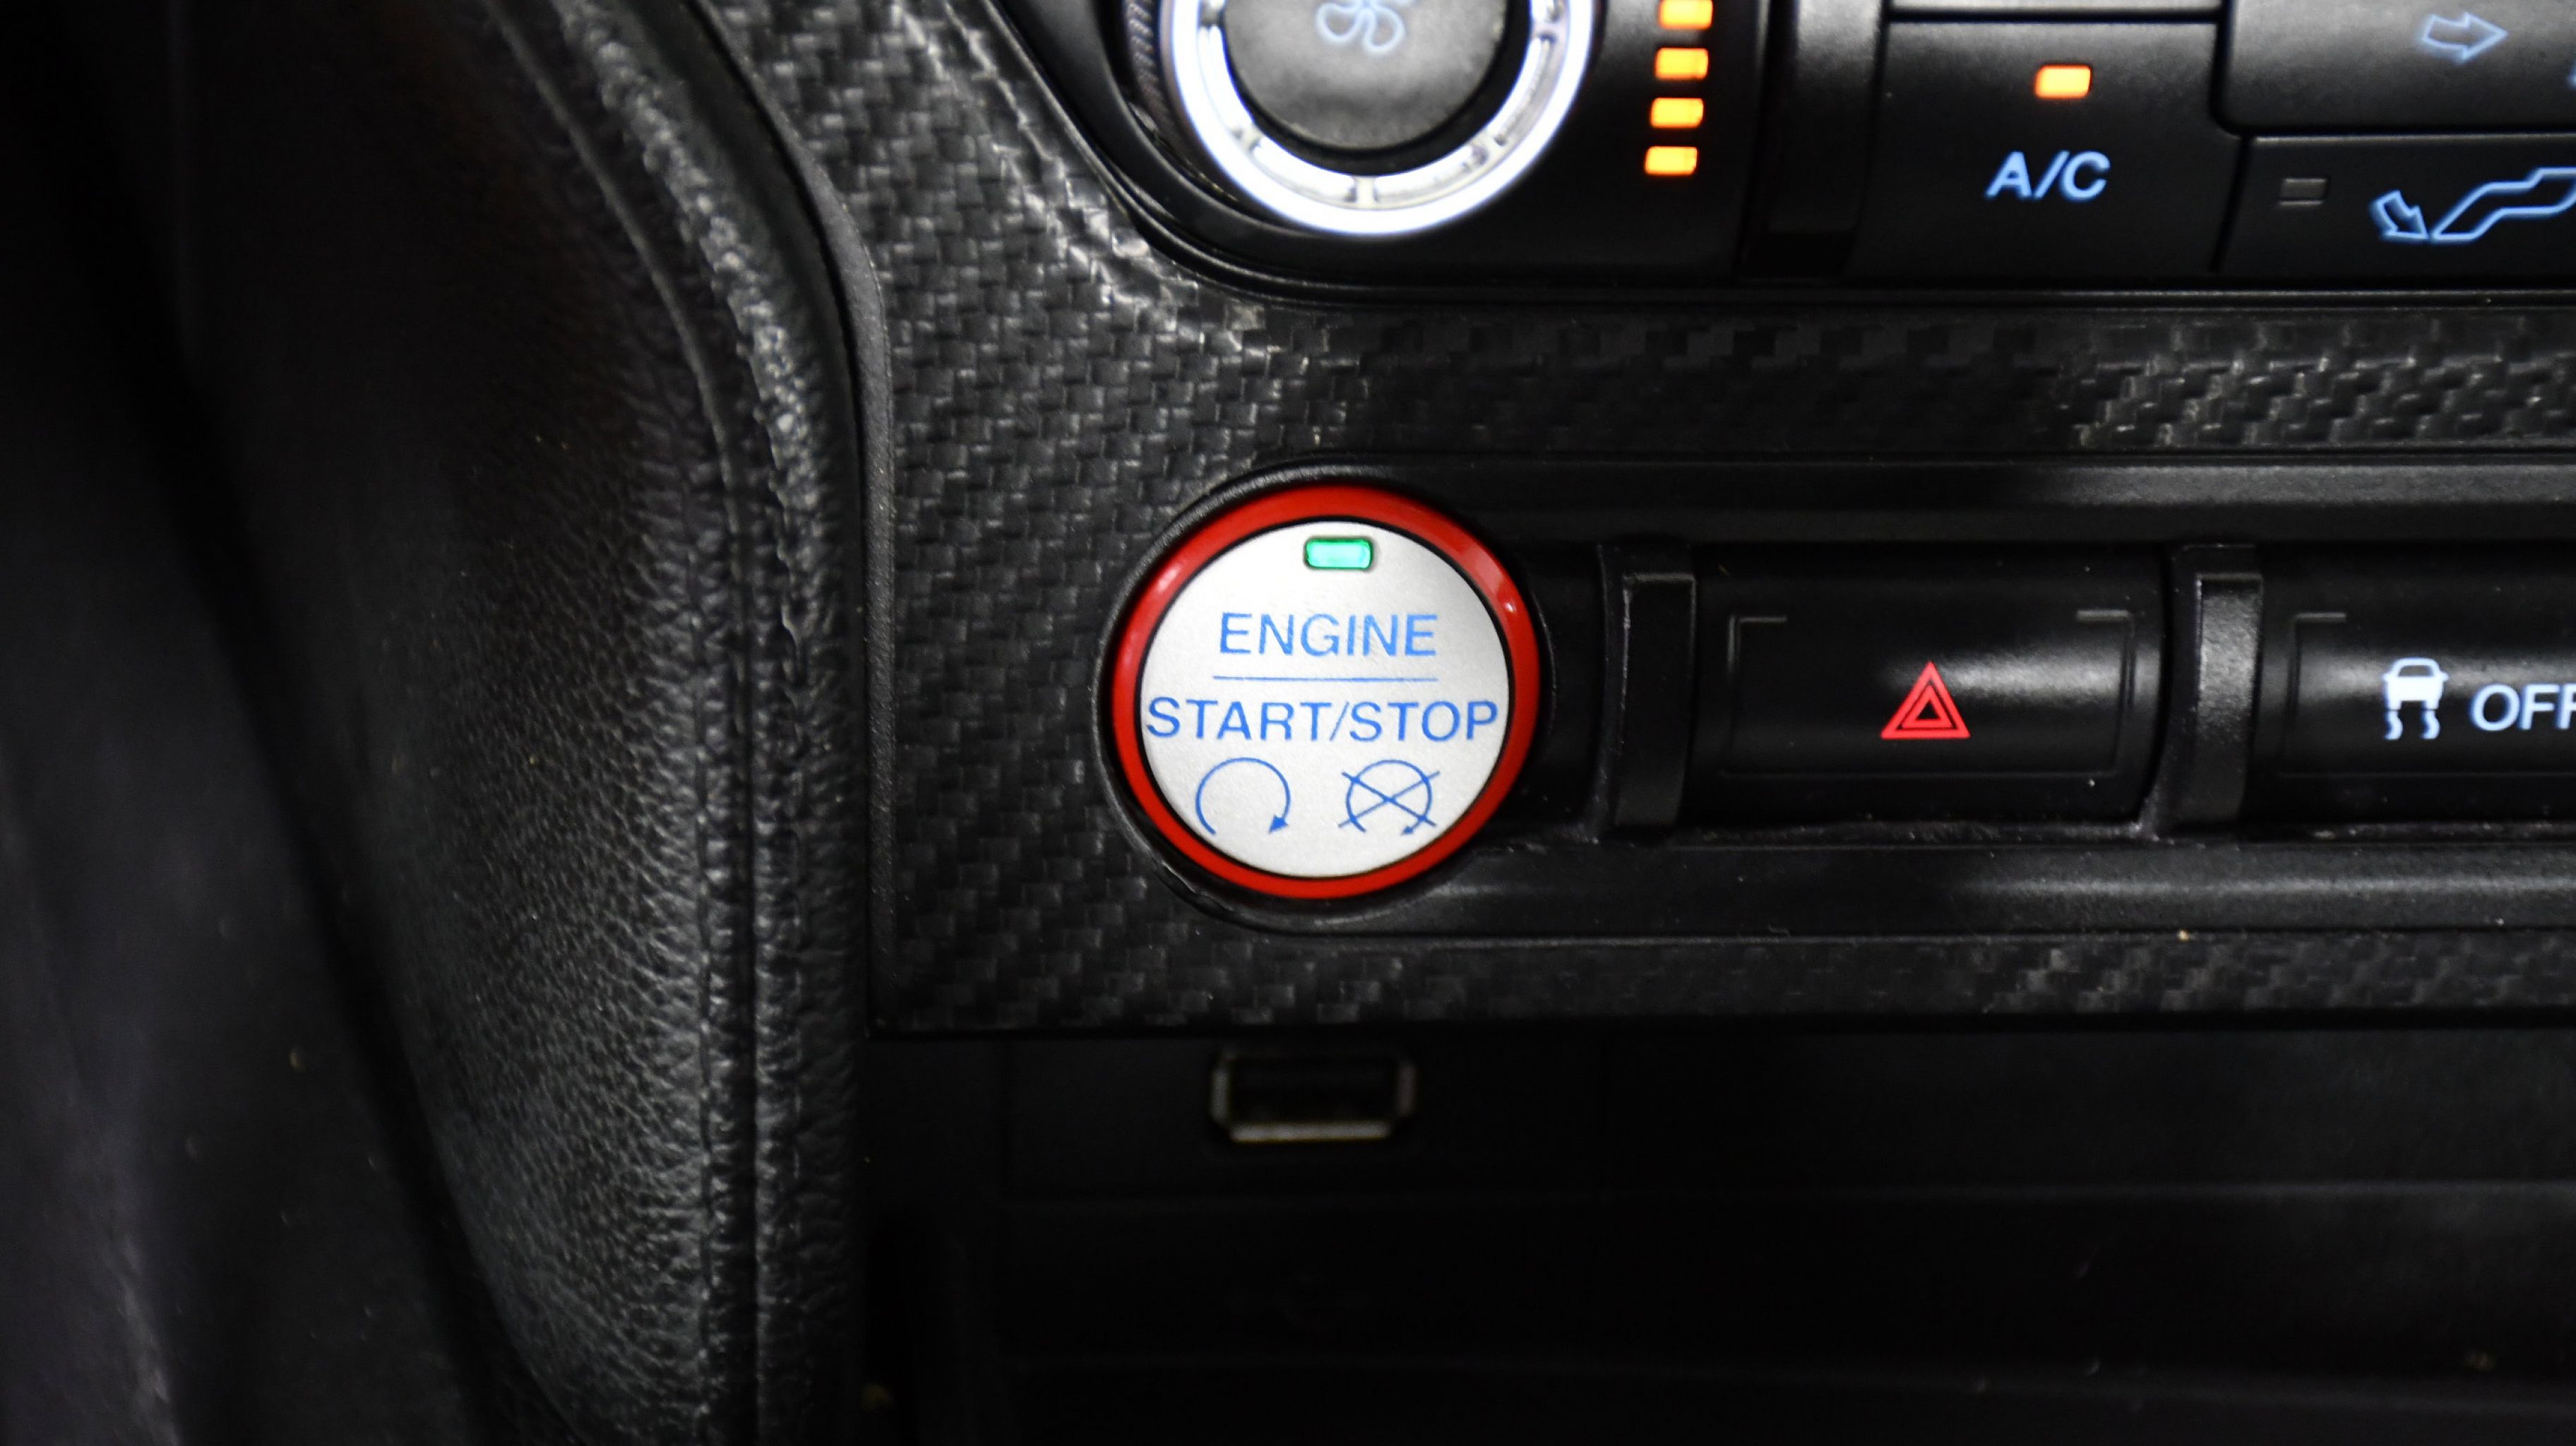 A/C
ENGINE
START/STOP
OFF